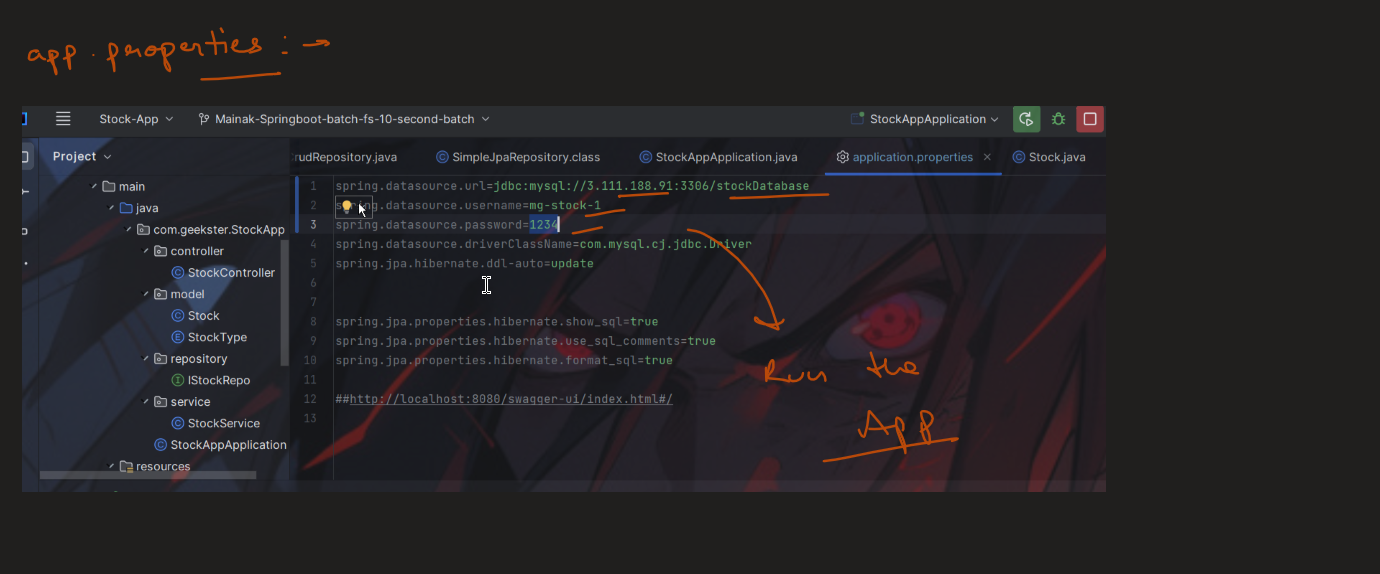 app.properties : →
Stock-App Mainak-Springboot-batch-fs-10-second-batch StockAppApplication
Project
rudRepository.java SimpleJpaRepository.class StockAppApplication.java application.properties Stock.java
main
java
com.geekster.StockApp
controller
StockController
model
Stock
StockType
repository
IStockRepo
service
StockService
StockAppApplication
resources
1 spring.datasource.url=jdbc:mysql://3.111.188.91:3306/stockDatabase
2 spring.datasource.username=mg-stock-1
3 spring.datasource.password=1234
4 spring.datasource.driverClassName=com.mysql.cj.jdbc.Driver
5 spring.jpa.hibernate.ddl-auto=update
6
7
8 spring.jpa.properties.hibernate.show_sql=true
9 spring.jpa.properties.hibernate.use_sql_comments=true
10 spring.jpa.properties.hibernate.format_sql=true
11
12 ##http://localhost:8080/swagger-ui/index.html#/
13
Run the
App